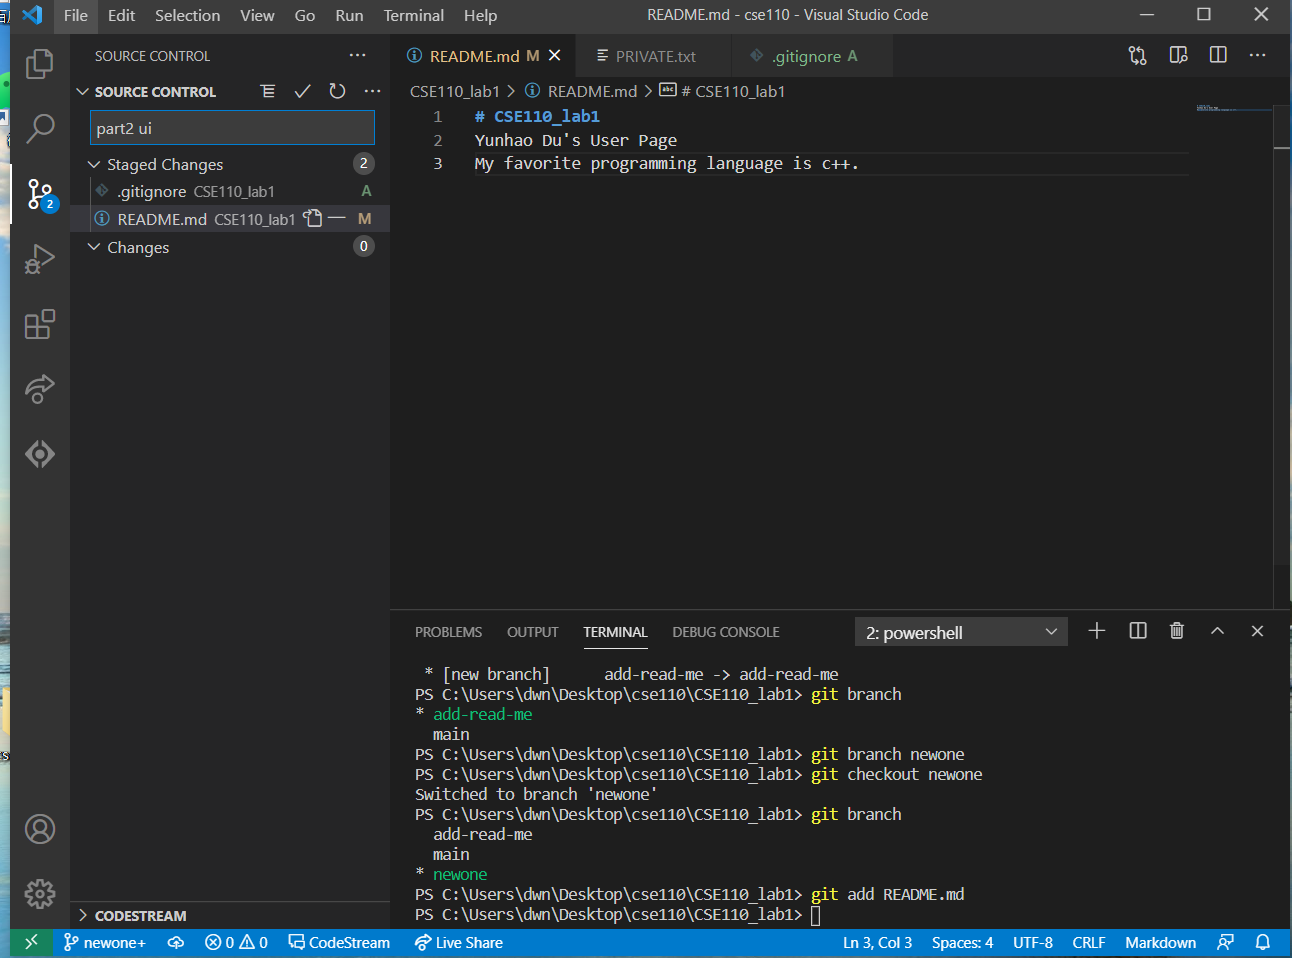 File Edit Selection View Go Run Terminal Help README.md - cse110 - Visual Studio Code
SOURCE CONTROL ···
README.md M PRIVATE.txt .gitignore A
SOURCE CONTROL
CSE110_lab1 > README.md > # CSE110_lab1
part2 ui
Staged Changes 2
.gitignore CSE110_lab1 A
README.md CSE110_lab1 M
Changes 0
2
1 # CSE110_lab1
2 Yunhao Du's User Page
3 My favorite programming language is c++.
PROBLEMS OUTPUT TERMINAL DEBUG CONSOLE 2: powershell
* [new branch] add-read-me -> add-read-me
PS C:\Users\dwn\Desktop\cse110\CSE110_lab1> git branch
* add-read-me
main
PS C:\Users\dwn\Desktop\cse110\CSE110_lab1> git branch newone
PS C:\Users\dwn\Desktop\cse110\CSE110_lab1> git checkout newone
Switched to branch 'newone'
PS C:\Users\dwn\Desktop\cse110\CSE110_lab1> git branch
add-read-me
main
* newone
PS C:\Users\dwn\Desktop\cse110\CSE110_lab1> git add README.md
PS C:\Users\dwn\Desktop\cse110\CSE110_lab1>
CODESTREAM
newone+ 0 0 CodeStream Live Share Ln 3, Col 3 Spaces: 4 UTF-8 CRLF Markdown